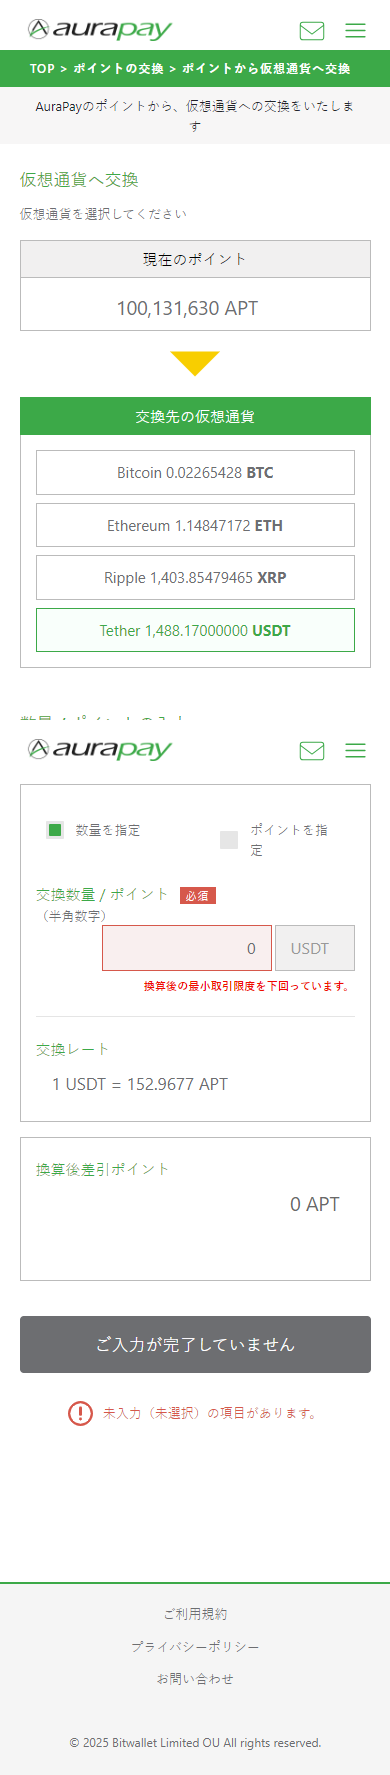 aurapay
TOP > ポイントの交換 > ポイントから仮想通貨へ交換
AuraPayのポイントから、仮想通貨への交換をいたしま
す
仮想通貨へ交換
仮想通貨を選択してください
現在のポイント
100,131,630 APT
交換先の仮想通貨
Bitcoin 0.02265428 BTC
Ethereum 1.14847172 ETH
Ripple 1,403.85479465 XRP
Tether 1,488.17000000 USDT
数量 / ポイントの入力
aurapay
数量を指定
ポイントを指
定
交換数量 / ポイント 必須
（半角数字）
0 USDT
換算後の最小取引限度を下回っています。
交換レート
1 USDT = 152.9677 APT
換算後差引ポイント
0 APT
ご入力が完了していません
未入力（未選択）の項目があります。
ご利用規約
プライバシーポリシー
お問い合わせ
© 2025 Bitwallet Limited OU All rights reserved.